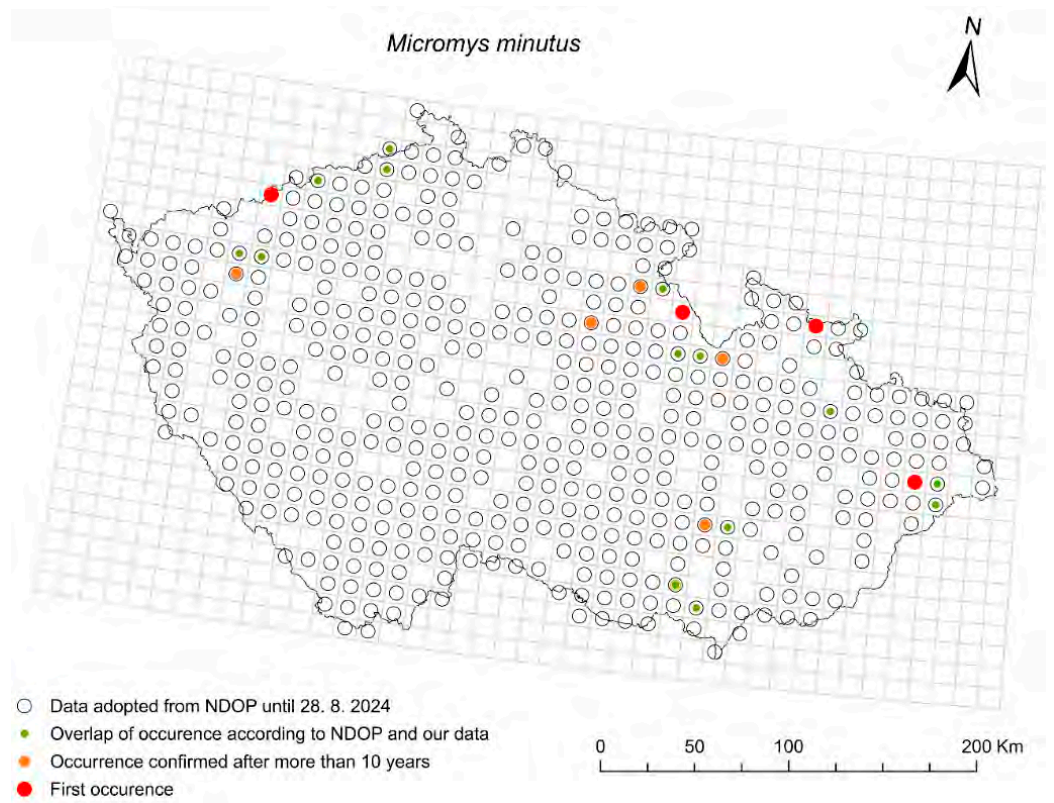 Micromys minutus
N
Data adopted from NDOP until 28. 8. 2024
Overlap of occurence according to NDOP and our data
Occurrence confirmed after more than 10 years
First occurence
0 50 100 200 Km